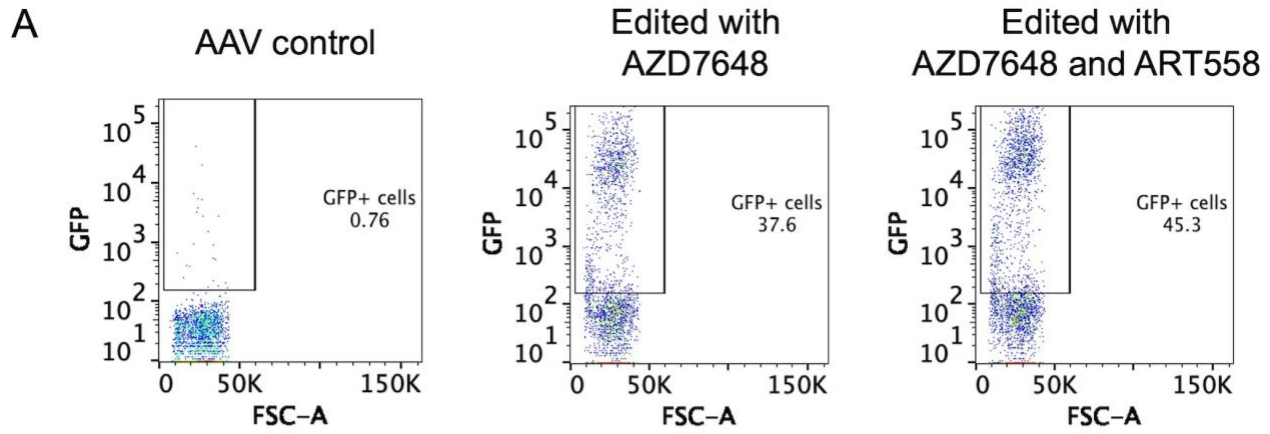 A
AAV control
Edited with
AZD7648
Edited with
AZD7648 and ART558
GFP
10 5
10 4
10 3
10 2
10 1
GFP+ cells
0.76
0 50K 150K
FSC-A
GFP
10 5
10 4
10 3
10 2
10 1
GFP+ cells
37.6
0 50K 150K
FSC-A
GFP
10 5
10 4
10 3
10 2
10 1
GFP+ cells
45.3
0 50K 150K
FSC-A